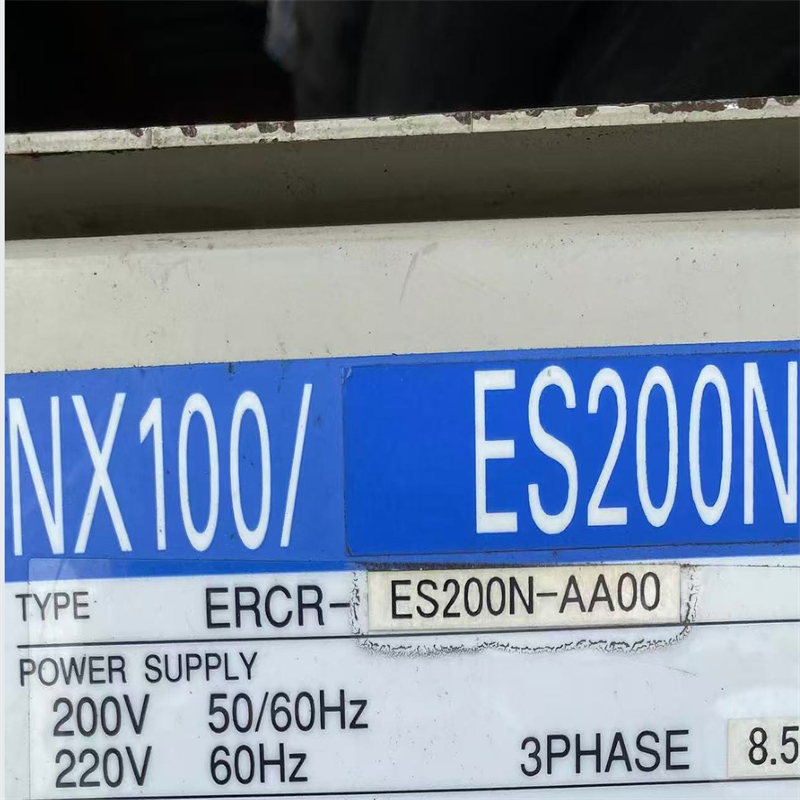 NX100/ ES200N
TYPE ERCR- ES200N-AA00
POWER SUPPLY
200V 50/60Hz
220V 60Hz 3PHASE 8.5